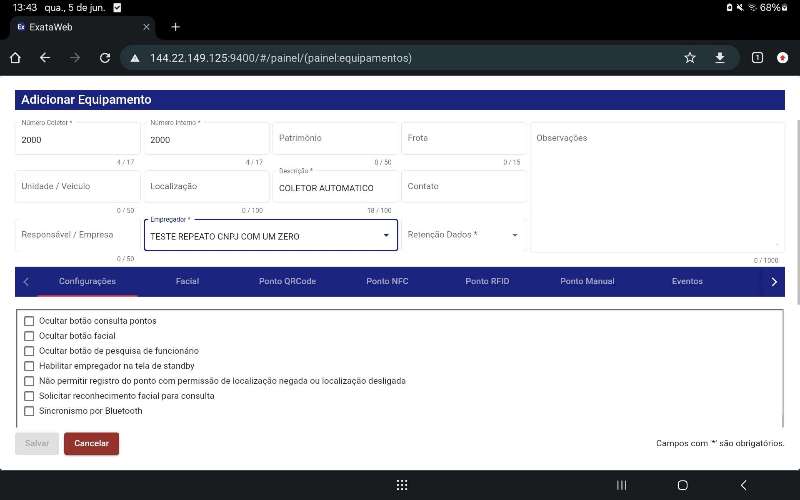 13:43 qua., 5 de jun. 68%
Ex ExataWeb
144.22.149.125:9400/#/painel/(painel:equipamentos)
1
Adicionar Equipamento
Número Coletor *
2000
4 / 17
Número Interno *
2000
4 / 17
Patrimônio
0 / 50
Frota
0 / 15
Observações
0 / 1000
Unidade / Veículo
0 / 50
Localização
0 / 100
Descrição *
COLETOR AUTOMATICO
18 / 100
Contato
Responsável / Empresa
0 / 50
Empregador *
TESTE REPEATO CNPJ COM UM ZERO
Retenção Dados *
Configurações Facial Ponto QRCode Ponto NFC Ponto RFID Ponto Manual Eventos
Ocultar botão consulta pontos
Ocultar botão facial
Ocultar botão de pesquisa de funcionário
Habilitar empregador na tela de standby
Não permitir registro do ponto com permissão de localização negada ou localização desligada
Solicitar reconhecimento facial para consulta
Sincronismo por Bluetooth
Salvar Cancelar Campos com '*' são obrigatórios.